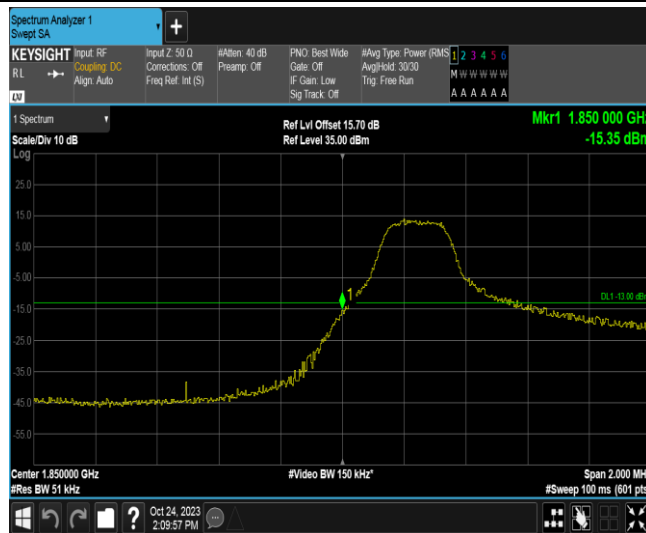 Spectrum Analyzer 1
Swept SA
+
KEYSIGHT
RL
Input: RF
Coupling: DC
Align: Auto
Input Z: 50 Ω
Corrections: Off
Freq Ref: Int (S)
#Atten: 40 dB
Preamp: Off
PNO: Best Wide
Gate: Off
IF Gain: Low
Sig Track: Off
#Avg Type: Power (RMS
Avg|Hold: 30/30
Trig: Free Run
1 2 3 4 5 6
M W W W W W
A A A A A A
1 Spectrum
Scale/Div 10 dB
Ref Lvl Offset 15.70 dB
Ref Level 35.00 dBm
Mkr1 1.850 000 GHz
-15.35 dBm
Log
25.0
15.0
5.00
-5.00
-15.0
-25.0
-35.0
-45.0
-55.0
1
DL1 -13.00 dBm
Center 1.850000 GHz
#Res BW 51 kHz
#Video BW 150 kHz*
Span 2.000 MH
#Sweep 100 ms (601 pts
?
Oct 24, 2023
2:09:57 PM